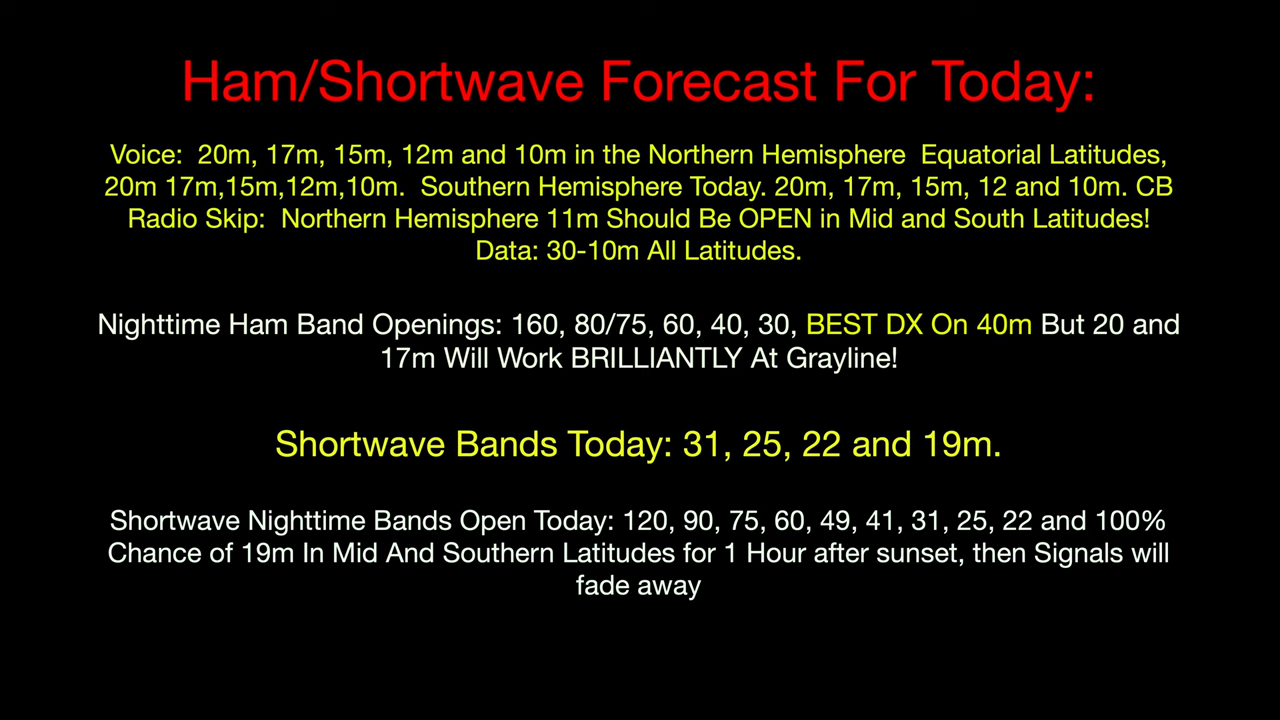 Ham/Shortwave Forecast For Today:
Voice:  20m, 17m, 15m, 12m and 10m in the Northern Hemisphere  Equatorial Latitudes,
20m 17m,15m,12m,10m.  Southern Hemisphere Today. 20m, 17m, 15m, 12 and 10m. CB
Radio Skip:  Northern Hemisphere 11m Should Be OPEN in Mid and South Latitudes!
Data: 30-10m All Latitudes.
Nighttime Ham Band Openings: 160, 80/75, 60, 40, 30, BEST DX On 40m But 20 and
17m Will Work BRILLIANTLY At Grayline!
Shortwave Bands Today: 31, 25, 22 and 19m.
Shortwave Nighttime Bands Open Today: 120, 90, 75, 60, 49, 41, 31, 25, 22 and 100%
Chance of 19m In Mid And Southern Latitudes for 1 Hour after sunset, then Signals will
fade away